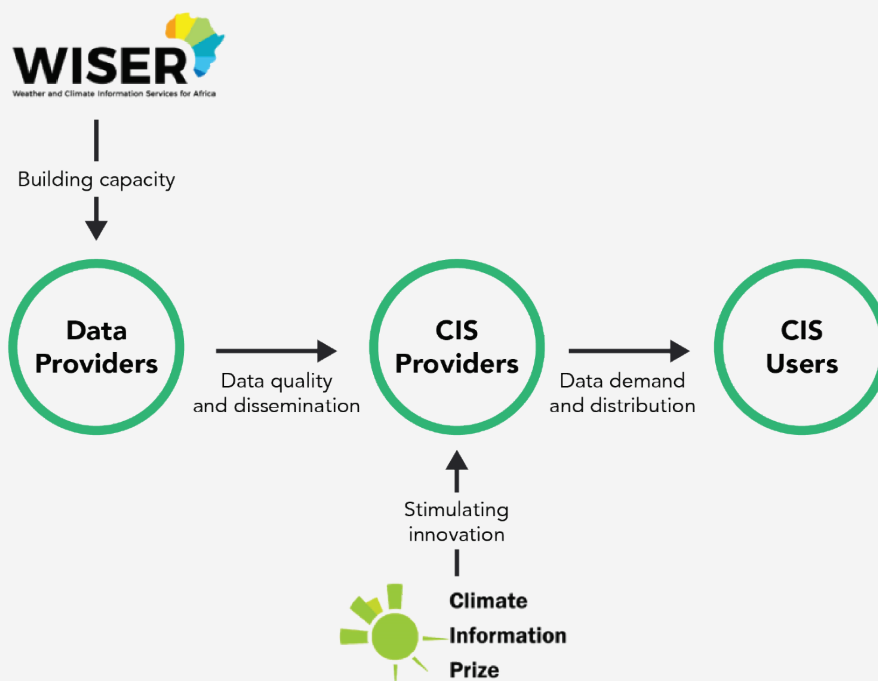 WISER
Weather and Climate Information Services for Africa
Building capacity
Data
Providers
Data quality
and dissemination
CIS
Providers
Data demand
and distribution
CIS
Users
Stimulating
innovation
Climate
Information
Prize